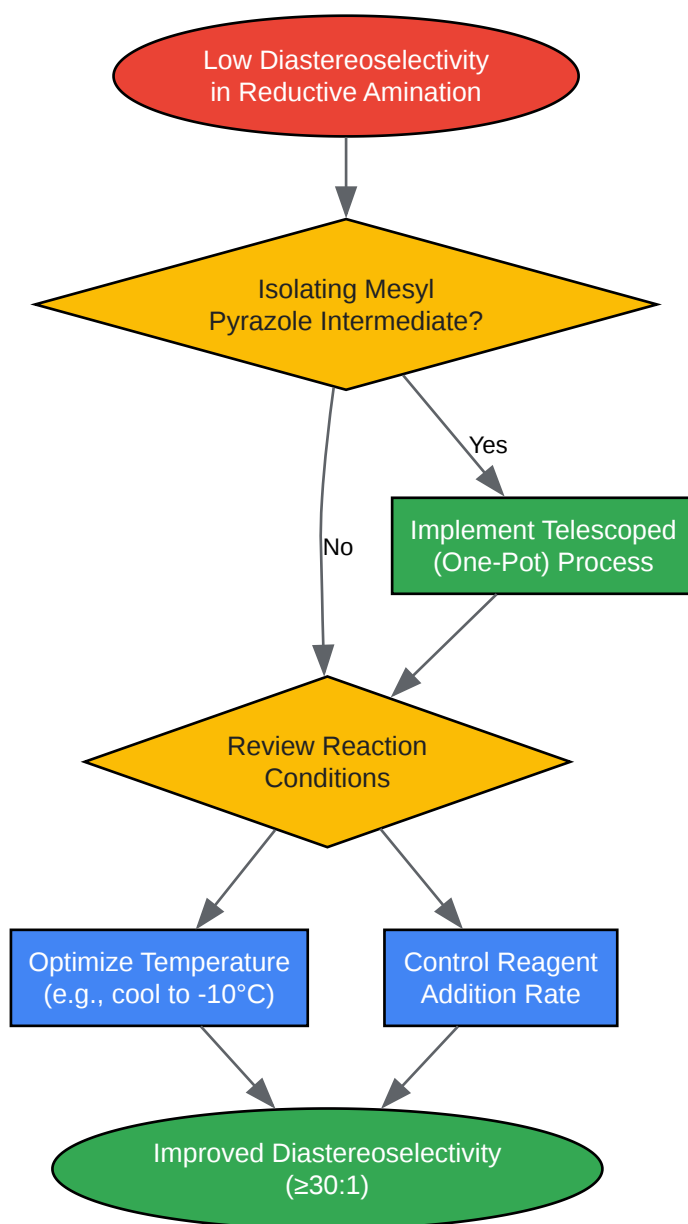 Low Diastereoselectivity
in Reductive Amination
Isolating Mesyl
Pyrazole Intermediate?
Yes
Implement Telescoped
(One-Pot) Process
No
Review Reaction
Conditions
Optimize Temperature
(e.g., cool to -10°C)
Control Reagent
Addition Rate
Improved Diastereoselectivity
(≥30:1)